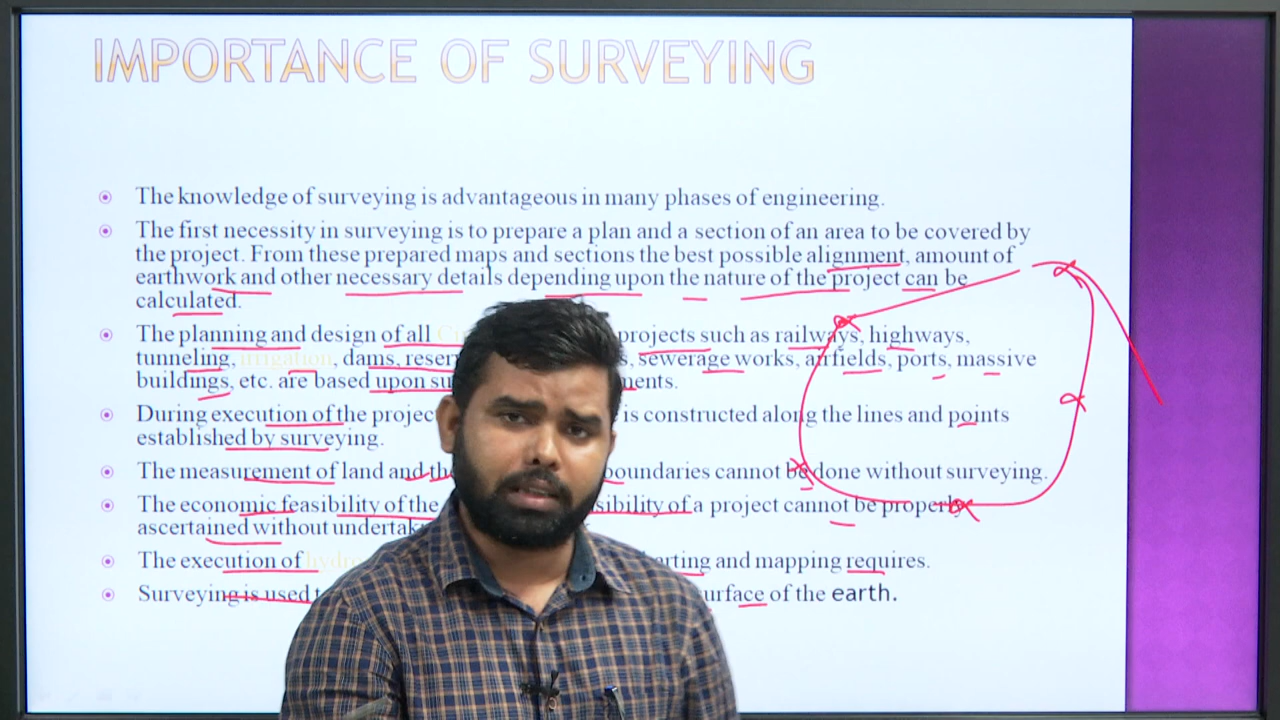 IMPORTANCE OF SURVEYING
The knowledge of surveying is advantageous in many phases of engineering.
The first necessity in surveying is to prepare a plan and a section of an area to be covered by
the project. From these prepared maps and sections the best possible alignment, amount of
earthwork and other necessary details depending upon the nature of the project can be
calculated.
The planning and design of all projects such as railways, highways,
tunneling, irrigation, dams, sewerage works, airfields, ports, massive
buildings, etc. are based upon
During execution of the is constructed along the lines and points
established by surveying.
The measurement of land and boundaries cannot be done without surveying.
The economic feasibility of the of a project cannot be properly
ascertained without
The execution of and mapping requires.
Surveying is used of the earth.